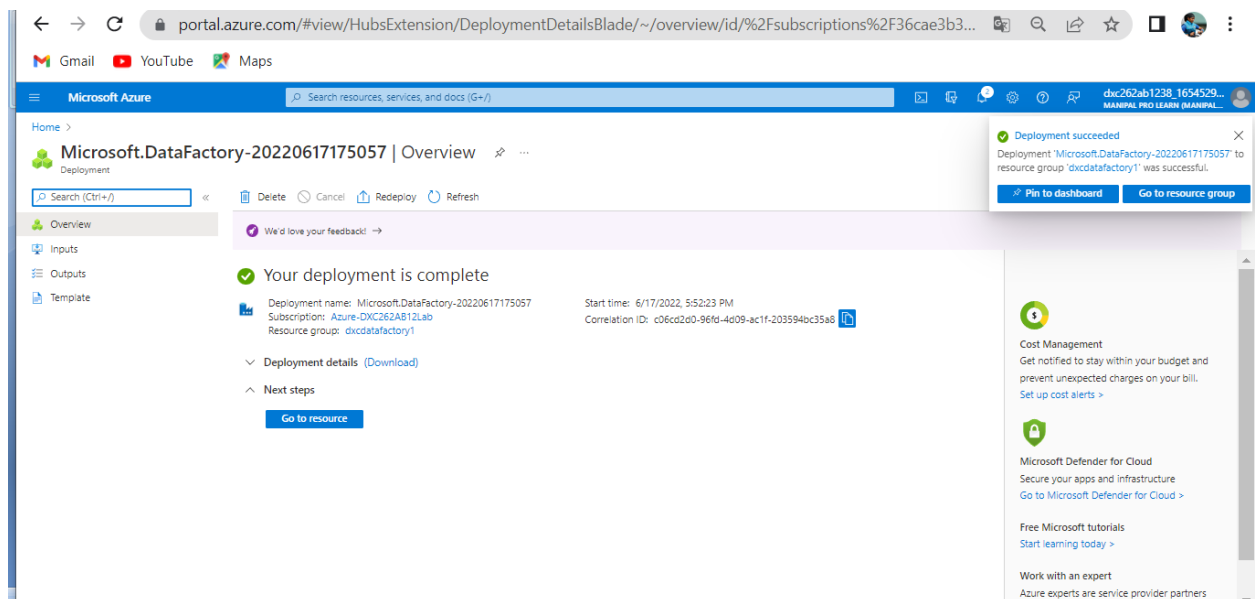 portal.azure.com/#view/HubsExtension/DeploymentDetailsBlade/~/overview/id/%2Fsubscriptions%2F36cae3b3...
Gmail YouTube Maps
Microsoft Azure
Search resources, services, and docs (G+/)
2
dxc262ab1238_1654529...
MANIPAL PRO LEARN (MANIPAL...
Home >
Microsoft.DataFactory-20220617175057 | Overview ...
Deployment
Deployment succeeded
Deployment 'Microsoft.DataFactory-20220617175057' to
resource group 'dxcdatafactory1' was successful.
Pin to dashboard Go to resource group
Search (Ctrl+/) «
Delete Cancel Redeploy Refresh
Overview
Inputs
Outputs
Template
We'd love your feedback! →
Your deployment is complete
Deployment name: Microsoft.DataFactory-20220617175057
Subscription: Azure-DXC262AB12Lab
Resource group: dxcdatafactory1
Start time: 6/17/2022, 5:52:23 PM
Correlation ID: c06cd2d0-96fd-4d09-ac1f-203594bc35a8
Deployment details (Download)
Next steps
Go to resource
Cost Management
Get notified to stay within your budget and
prevent unexpected charges on your bill.
Set up cost alerts >
Microsoft Defender for Cloud
Secure your apps and infrastructure
Go to Microsoft Defender for Cloud >
Free Microsoft tutorials
Start learning today >
Work with an expert
Azure experts are service provider partners